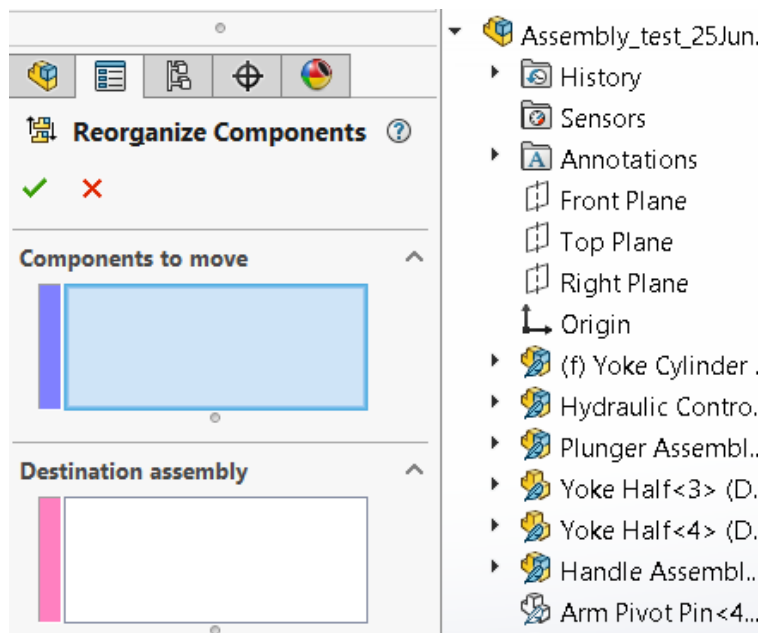 Reorganize Components
Components to move
Destination assembly
Assembly_test_25Jun.
History
Sensors
A Annotations
Front Plane
Top Plane
Right Plane
Origin
(f) Yoke Cylinder .
Hydraulic Contro.
Plunger Assembl..
Yoke Half<3> (D.
Yoke Half<4> (D.
Handle Assembl..
Arm Pivot Pin<4...